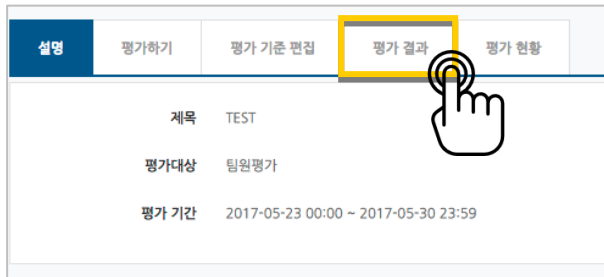 설명 평가하기 평가 기준 편집 평가 결과 평가 현황
제목 TEST
평가대상 팀원평가
평가 기간 2017-05-23 00:00 ~ 2017-05-30 23:59